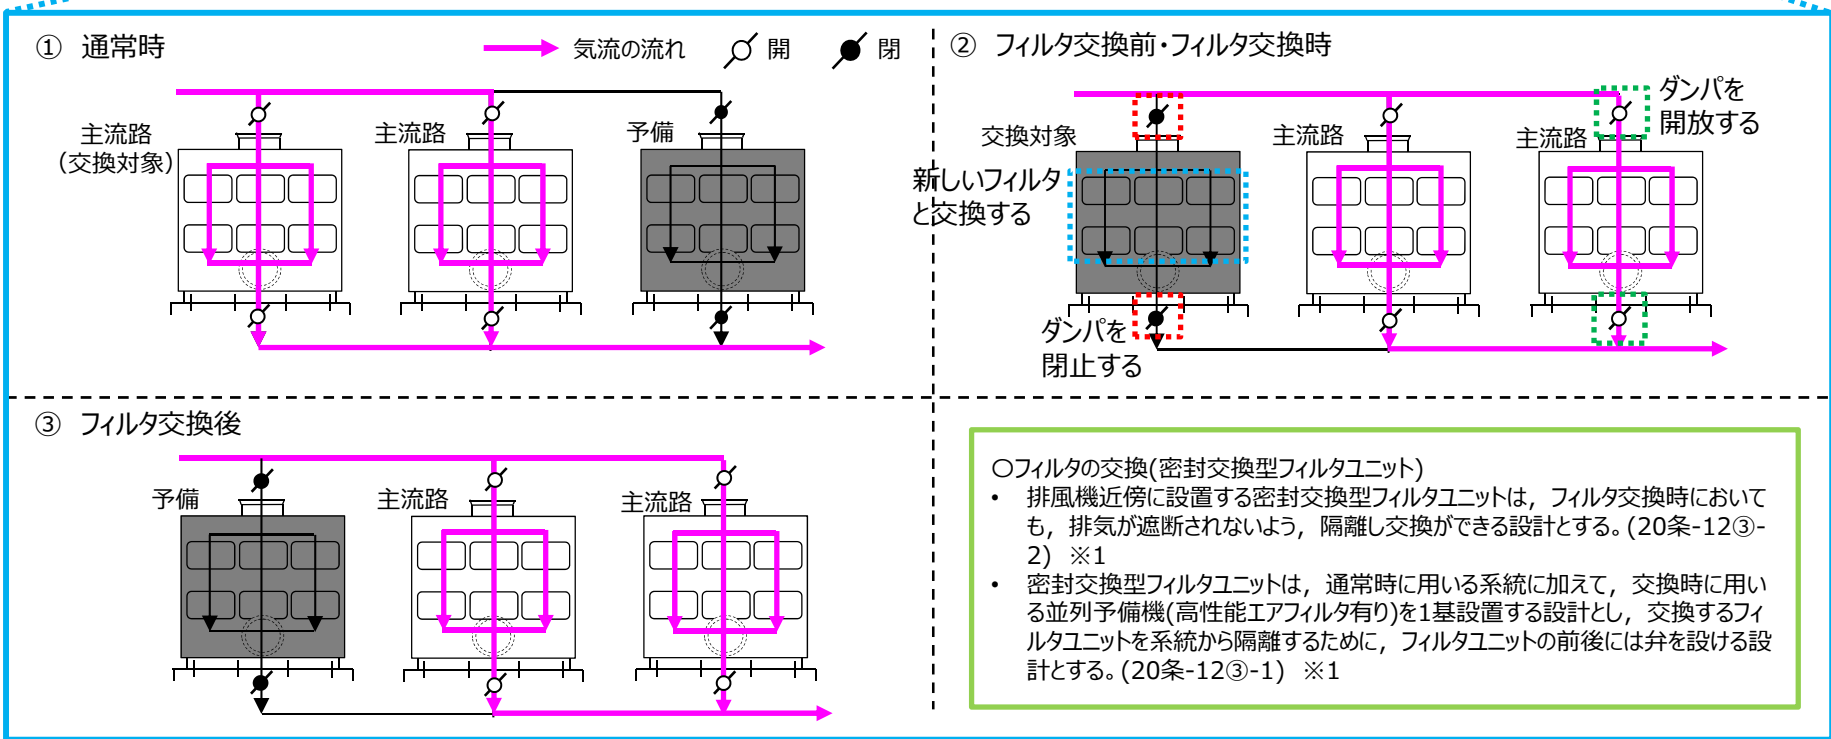 ① 通常時
気流の流れ
開
閉
主流路
（交換対象）
主流路
予備
② フィルタ交換前・フィルタ交換時
ダンパを
開放する
交換対象
主流路
主流路
新しいフィルタ
と交換する
ダンパを
閉止する
③ フィルタ交換後
予備
主流路
主流路
〇フィルタの交換(密封交換型フィルタユニット)
• 排風機近傍に設置する密封交換型フィルタユニットは，フィルタ交換時において
も，排気が遮断されないよう，隔離し交換ができる設計とする。(20条-12③-
2) ※1
• 密封交換型フィルタユニットは，通常時に用いる系統に加えて，交換時に用い
る並列予備機(高性能エアフィルタ有り)を1基設置する設計とし，交換するフィ
ルタユニットを系統から隔離するために，フィルタユニットの前後には弁を設ける設
計とする。(20条-12③-1) ※1